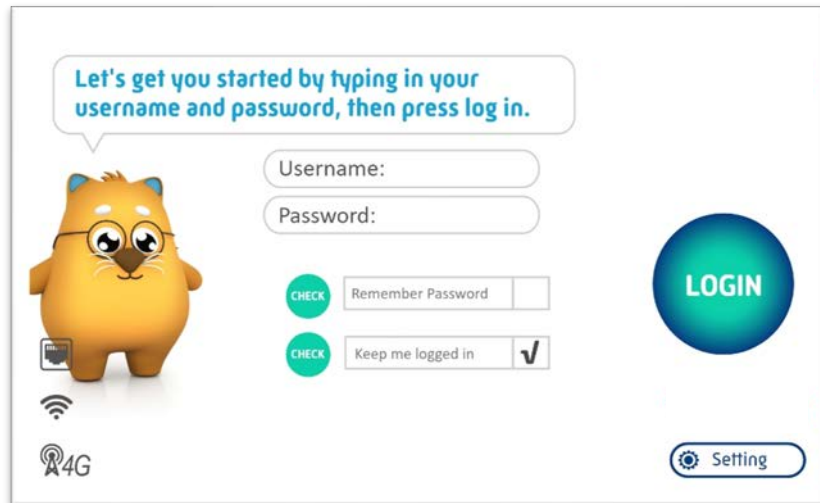 Let's get you started by typing in your
username and password, then press log in.
Username:
Password:
CHECK
Remember Password
CHECK
Keep me logged in
LOGIN
4G
Setting